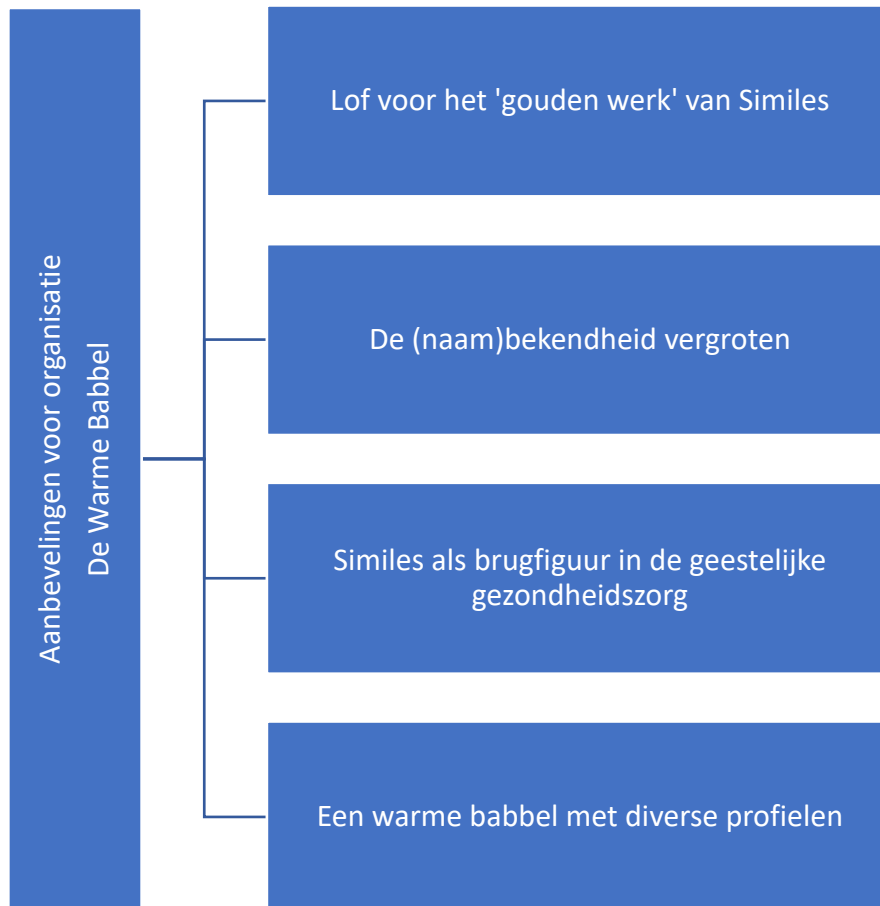 Aanbevelingen voor organisatie
De Warme Babbel
Lof voor het 'gouden werk' van Similes
De (naam)bekendheid vergroten
Similes als brugfiguur in de geestelijke
gezondheidszorg
Een warme babbel met diverse profielen